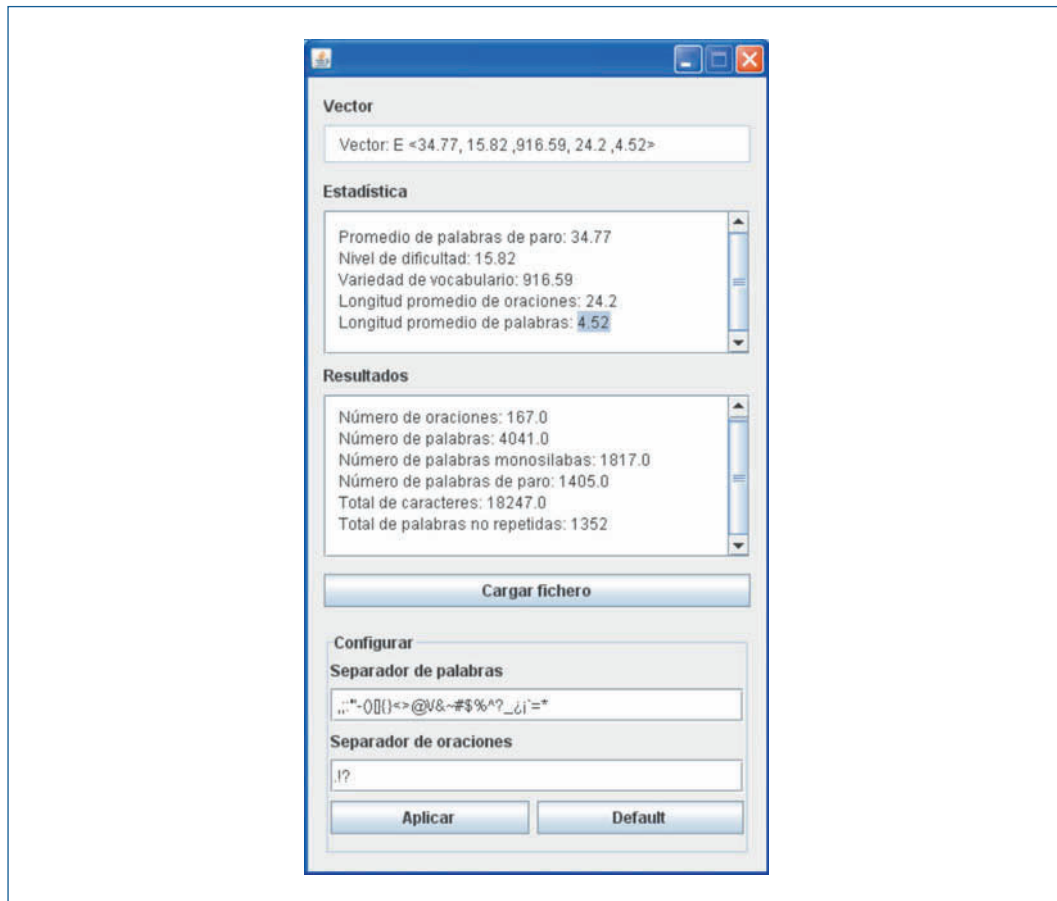 Vector
Vector: E <34.77, 15.82 ,916.59, 24.2 ,4.52>
Estadística
Promedio de palabras de paro: 34.77
Nivel de dificultad: 15.82
Variedad de vocabulario: 916.59
Longitud promedio de oraciones: 24.2
Longitud promedio de palabras: 4.52
Resultados
Número de oraciones: 167.0
Número de palabras: 4041.0
Número de palabras monosilabas: 1817.0
Número de palabras de paro: 1405.0
Total de caracteres: 18247.0
Total de palabras no repetidas: 1352
Cargar fichero
Configurar
Separador de palabras
,;:"-()[]{}<>@\/&~#$%^?_¿¡`=*
Separador de oraciones
.!?
Aplicar Default